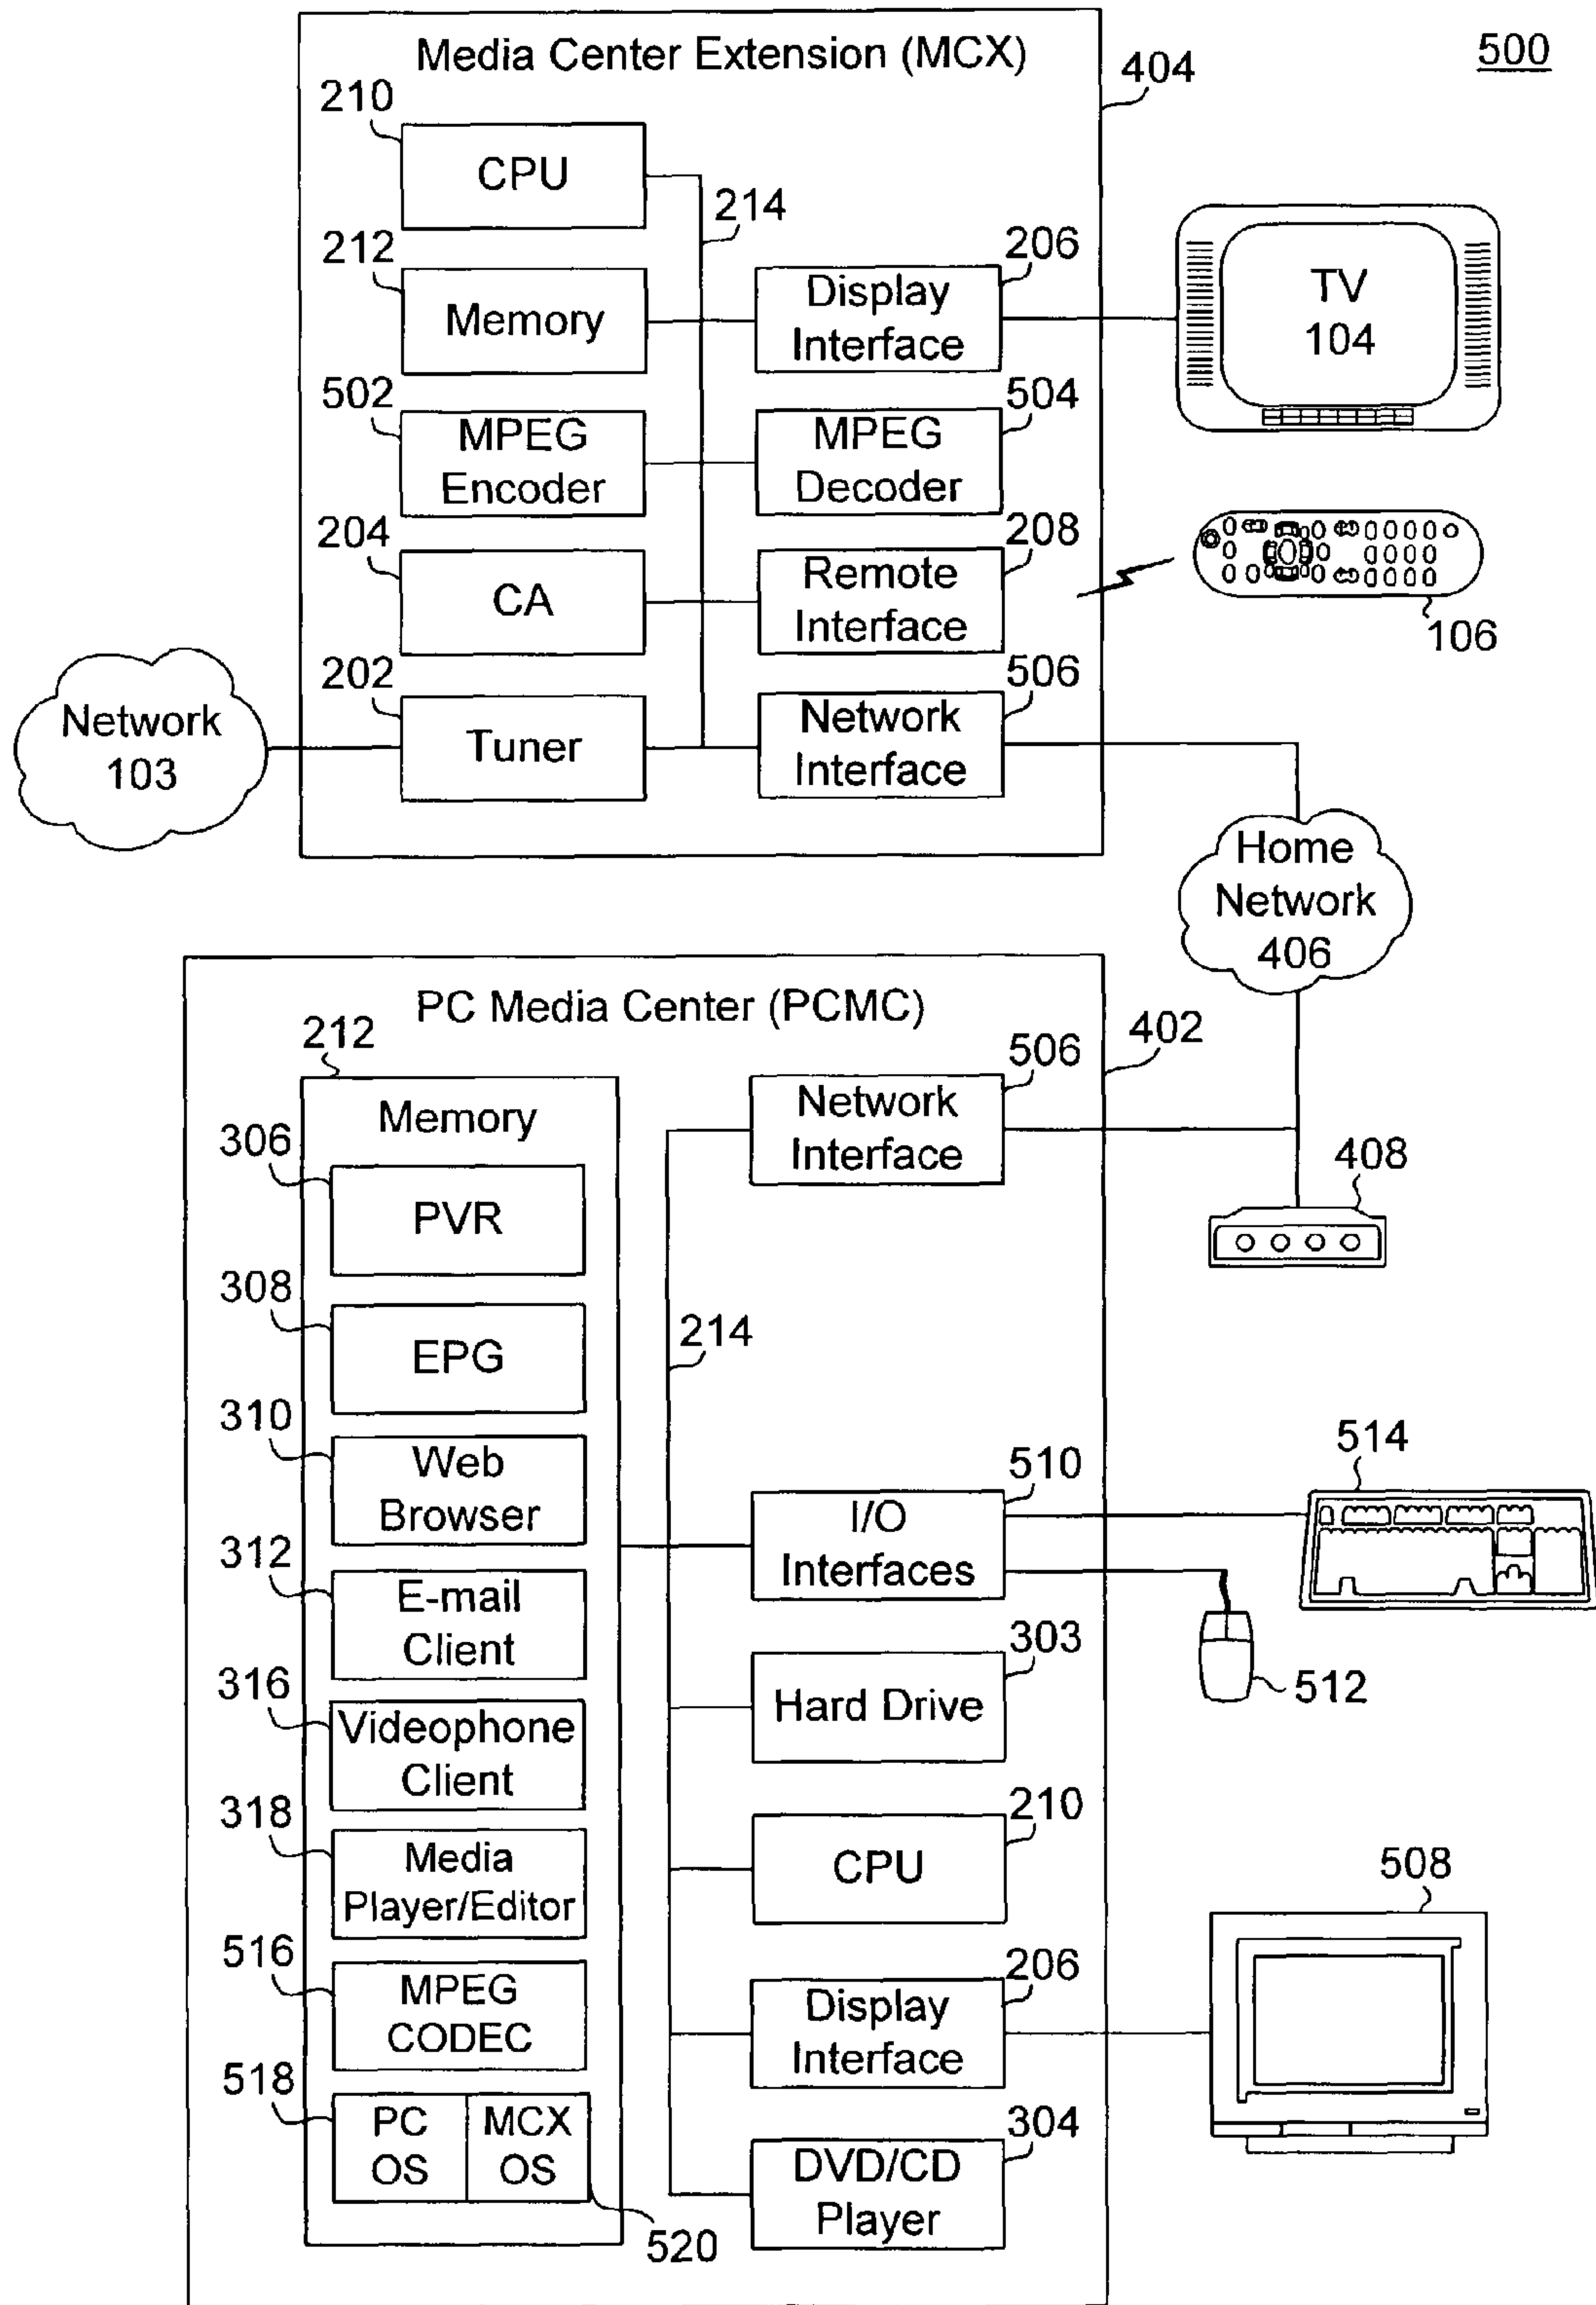 500
Media Center Extension (MCX)
404
210
CPU
214
212
Memory
206
Display
Interface
TV
104
502
MPEG
Encoder
504
MPEG
Decoder
204
CA
208
Remote
Interface
106
Network
103
202
Tuner
506
Network
Interface
Home
Network
406
PC Media Center (PCMC)
402
212
Memory
506
Network
Interface
408
306
PVR
308
EPG
214
310
Web
Browser
510
I/O
Interfaces
514
512
312
E-mail
Client
303
Hard Drive
316
Videophone
Client
318
Media
Player/Editor
210
CPU
508
516
MPEG
CODEC
206
Display
Interface
518
PC
OS
MCX
OS
520
304
DVD/CD
Player